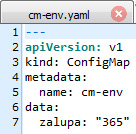 cm-env.yaml
1 ---
2 apiVersion: v1
3 kind: ConfigMap
4 metadata:
5   name: cm-env
6 data:
7   zalupa: "365"